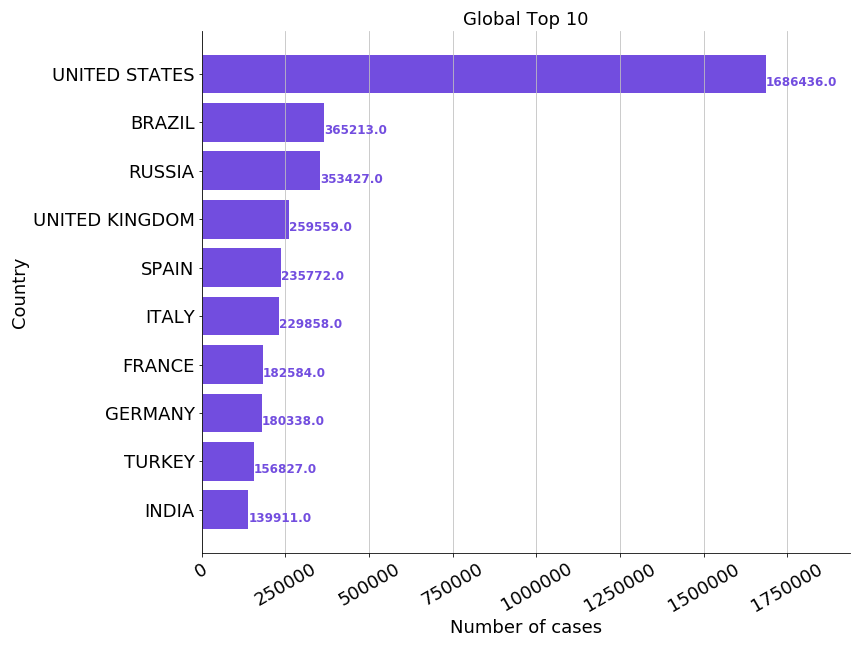 Global Top 10
UNITED STATES
1686436.0
BRAZIL
365213.0
RUSSIA
353427.0
UNITED KINGDOM
259559.0
SPAIN
235772.0
ITALY
229858.0
FRANCE
182584.0
GERMANY
180338.0
TURKEY
156827.0
INDIA
139911.0
Country
0 250000 500000 750000 1000000 1250000 1500000 1750000
Number of cases